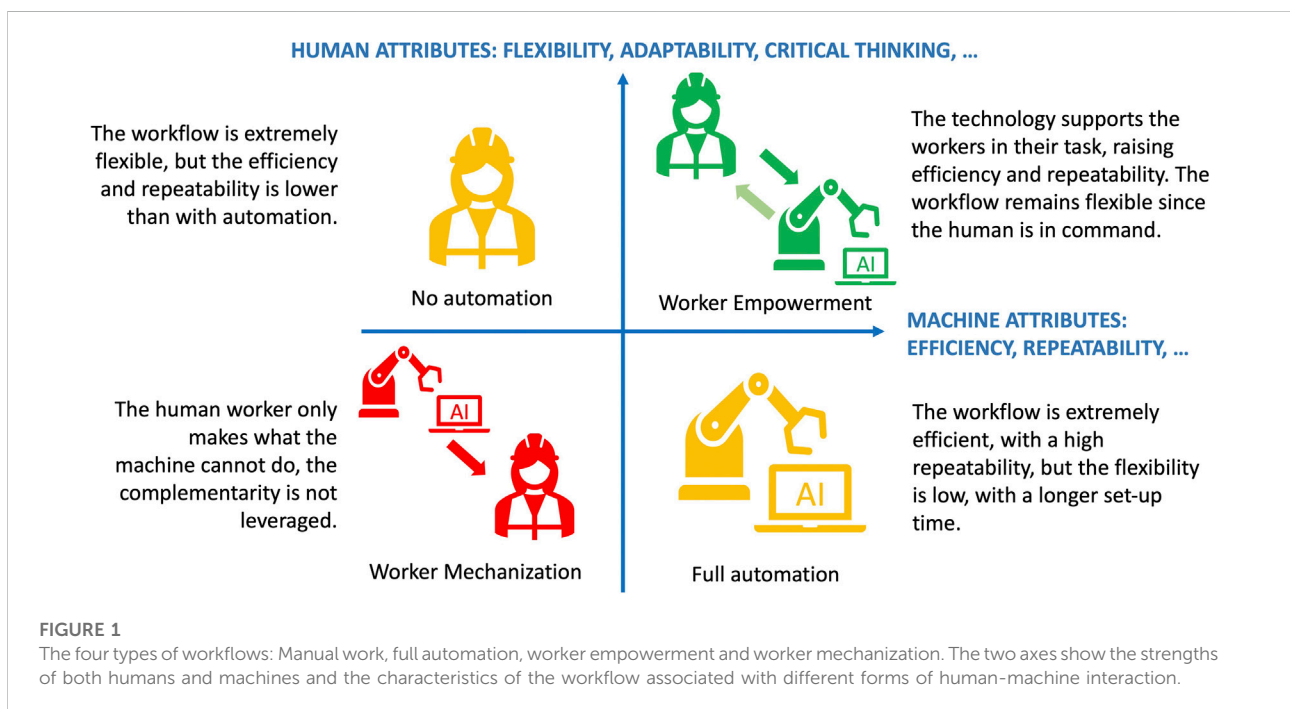 HUMAN ATTRIBUTES: FLEXIBILITY, ADAPTABILITY, CRITICAL THINKING, ...
The workflow is extremely
flexible, but the efficiency
and repeatability is lower
than with automation.
No automation
AI
Worker Empowerment
The technology supports the
workers in their task, raising
efficiency and repeatability. The
workflow remains flexible since
the human is in command.
MACHINE ATTRIBUTES:
EFFICIENCY, REPEATABILITY, ...
The human worker only
makes what the
machine cannot do, the
complementarity is not
leveraged.
AI
Worker Mechanization
AI
Full automation
The workflow is extremely
efficient, with a high
repeatability, but the flexibility
is low, with a longer set-up
time.
FIGURE 1
The four types of workflows: Manual work, full automation, worker empowerment and worker mechanization. The two axes show the strengths
of both humans and machines and the characteristics of the workflow associated with different forms of human-machine interaction.